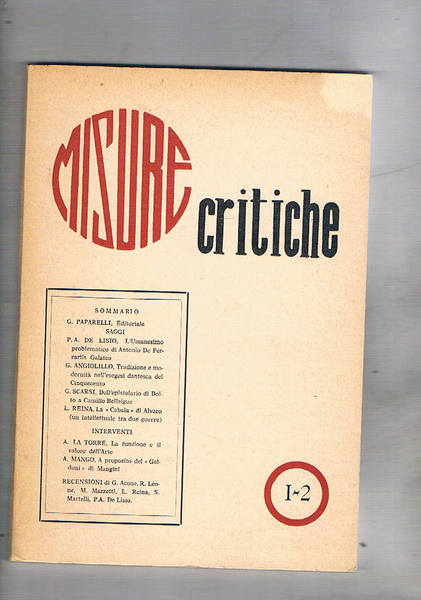 MISURE
critiche
SOMMARIO
G. PAPARELLI, Editoriale
SAGGI
P.A. DE LISIO, L'Umanesimo
problematico di Antonio De Fer-
rariis Galateo
G. ANGIOLILLO, Tradizione e mo-
dernità nell'esegesi dantesca del
Cinquecento
G. SCARSI, Dall'epistolario di Boi-
to a Camillo Bellaigue
L. REINA, La « Cabala » di Alvaro
(un intellettuale tra due guerre)
INTERVENTI
A. LA TORRE, La funzione e il
valore dell'Arte
A. MANGO, A proposito del « Gol-
doni » di Mangini
RECENSIONI di G. Acone, R. Leo-
ne, M. Mazzetti, L. Reina, S.
Martelli, P.A. De Lisio.
1-2